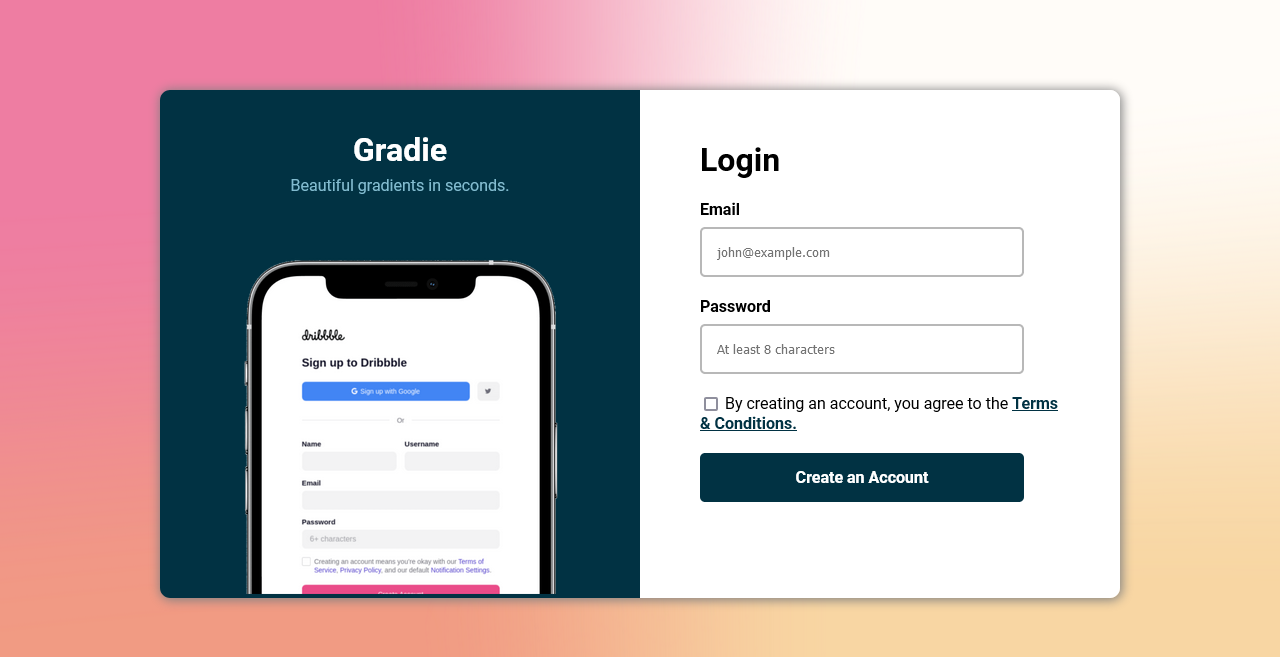 Gradie
Beautiful gradients in seconds.
dribbble
Sign up to Dribbble
G Sign up with Google
Or
Name Username
Email
Password
6+ characters
Creating an account means you're okay with our Terms of
Service, Privacy Policy, and our default Notification Settings.
Create Account
Login
Email
john@example.com
Password
At least 8 characters
By creating an account, you agree to the Terms
& Conditions.
Create an Account